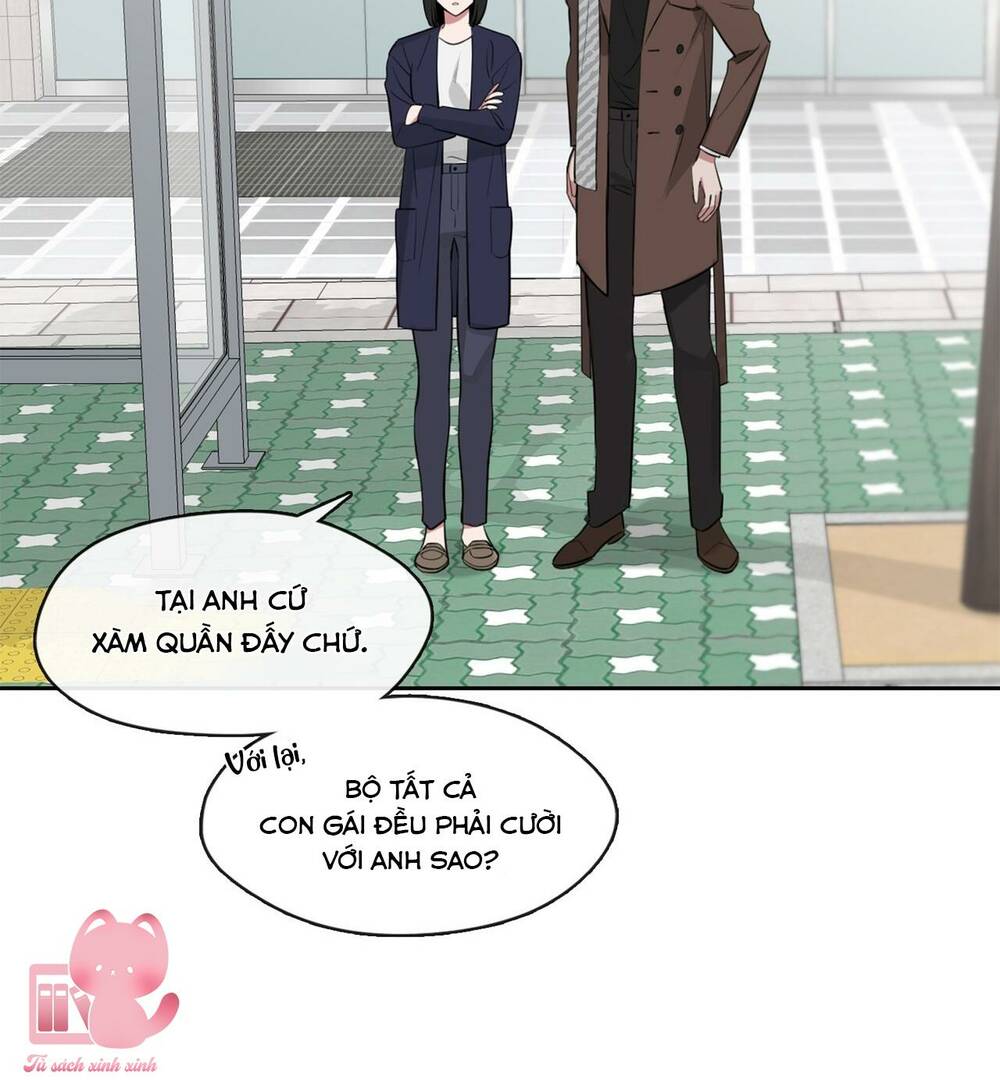 TẠI ANH CỨ
XÀM QUẦN ĐẤY CHỨ.
Với lại,
BỘ TẤT CẢ
CON GÁI ĐỀU PHẢI CƯỜI
VỚI ANH SAO?
Tủ sách xinh xinh